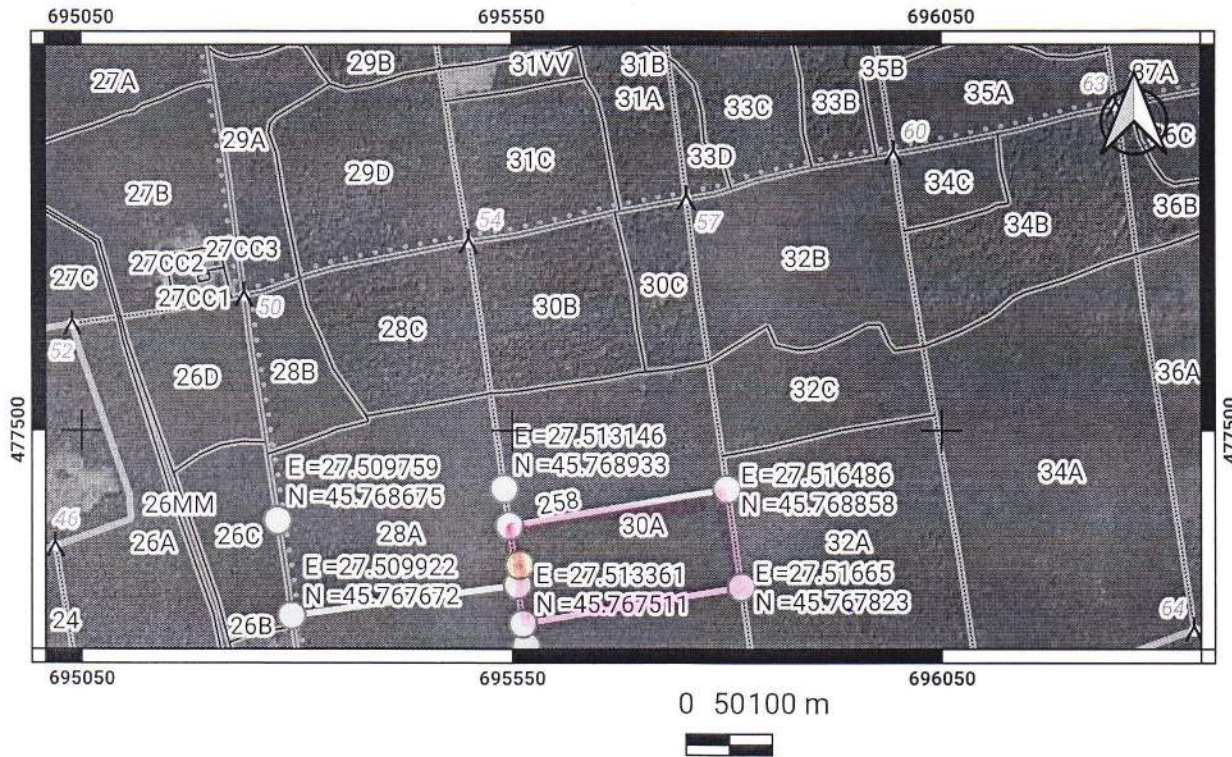 695050 695550 696050
27A
29B
31VV
31B
35B
63
37A
31A
33C
33B
35A
36C
29A
60
29D
31C
33D
34C
27B
54
57
34B
36B
27CC3
27CC2
32B
27C
27CC1
50
30C
30B
28C
52
26D
28B
32C
36A
477500
477500
E =27.513146
N =45.768933
E =27.509759
N =45.768675
E =27.516486
N =45.768858
34A
26MM
258
46
26A
26C
28A
30A
32A
E =27.509922
N =45.767672
E =27.513361
N =45.767511
E =27.51665
N =45.767823
24
26B
64
695050 695550 696050
0 50100 m